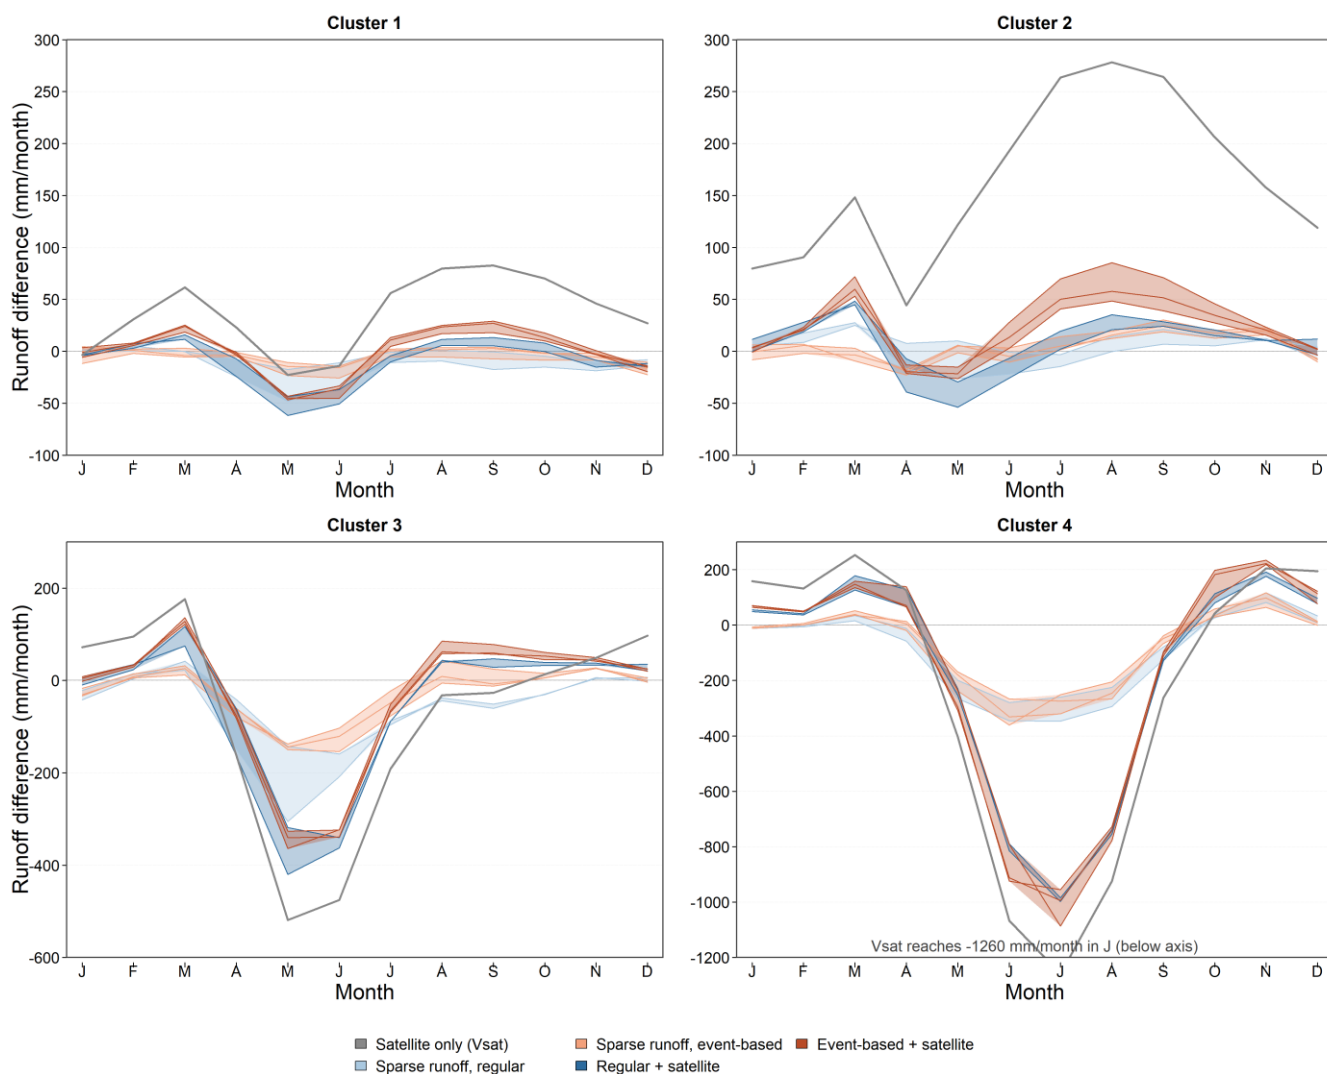 Cluster 1
Cluster 2
Runoff difference (mm/month)
300
250
200
150
100
50
0
-50
-100
J F M A M J J A S O N D
Month
300
250
200
150
100
50
0
-50
-100
J F M A M J J A S O N D
Month
Cluster 3
Cluster 4
Runoff difference (mm/month)
200
0
-200
-400
-600
J F M A M J J A S O N D
Month
200
0
-200
-400
-600
-800
-1000
-1200
Vsat reaches -1260 mm/month in J (below axis)
J F M A M J J A S O N D
Month
Satellite only (Vsat)
Sparse runoff, event-based
Event-based + satellite
Sparse runoff, regular
Regular + satellite